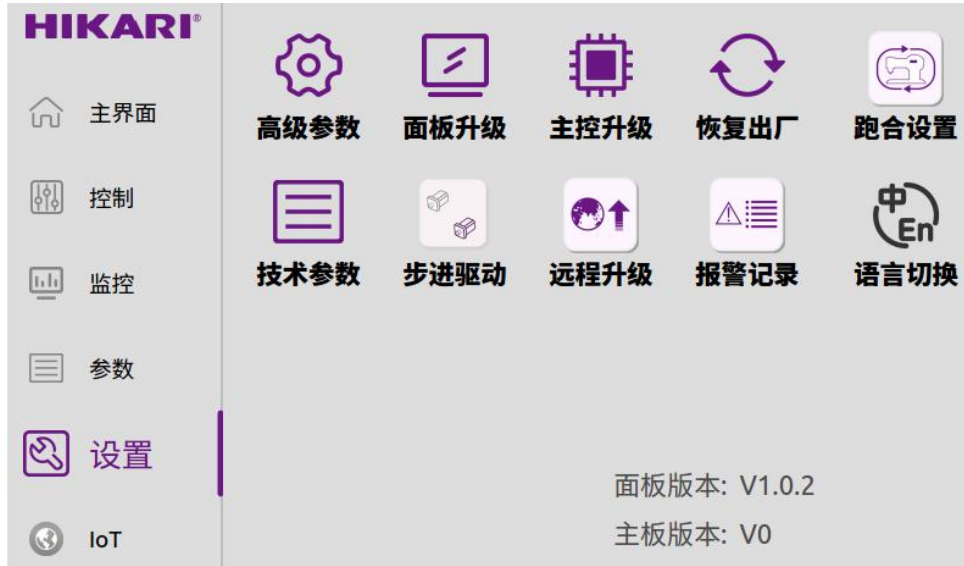 HIKARI®
主界面
控制
监控
参数
设置
IoT
高级参数 面板升级 主控升级 恢复出厂 跑合设置
技术参数 步进驱动 远程升级 报警记录 中En
语言切换
面板版本: V1.0.2
主板版本: V0